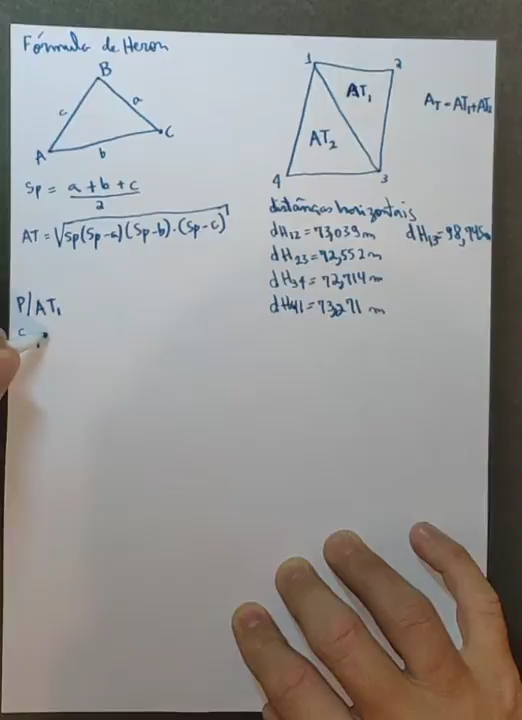 Fórmula de Heron
B
c
a
A
b
C
Sp = a + b + c
2
AT = √Sp(Sp-a)(Sp-b)·(Sp-c)
1
2
AT₁
AT₂
4
3
AT = AT₁+AT₂
distâncias horizontais
dH12 = 73,039 m
dH13 = 98,745m
dH23 = 72,552 m
dH34 = 72,714 m
dH41 = 73,271 m
P/AT₁